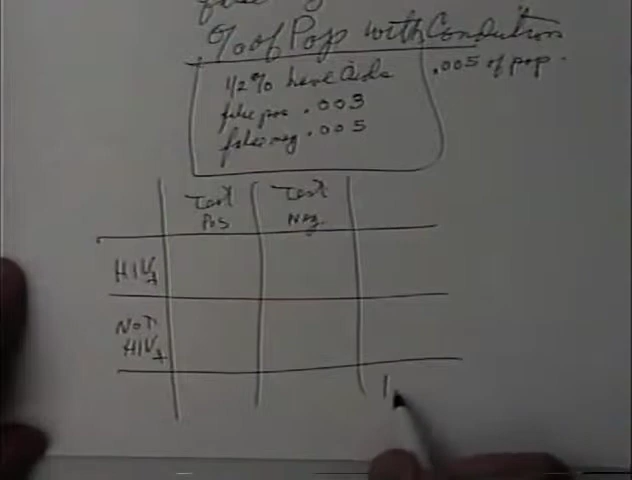 % of Pop with Condition
1/2 % have Aids .005 of pop.
false pos .003
false neg .005
Test Pos Test Neg.
HIV+
NOT HIV+
1